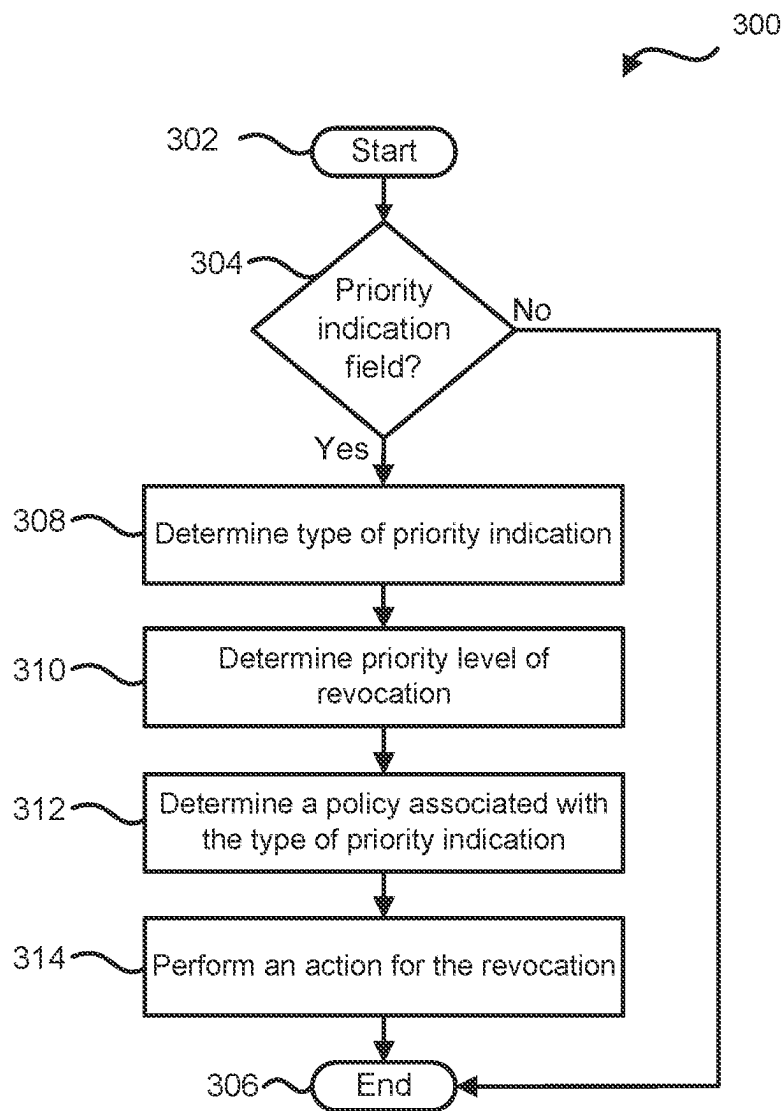 300
302
Start
304
Priority
indication
field?
No
Yes
308
Determine type of priority indication
310
Determine priority level of
revocation
312
Determine a policy associated with
the type of priority indication
314
Perform an action for the revocation
306
End